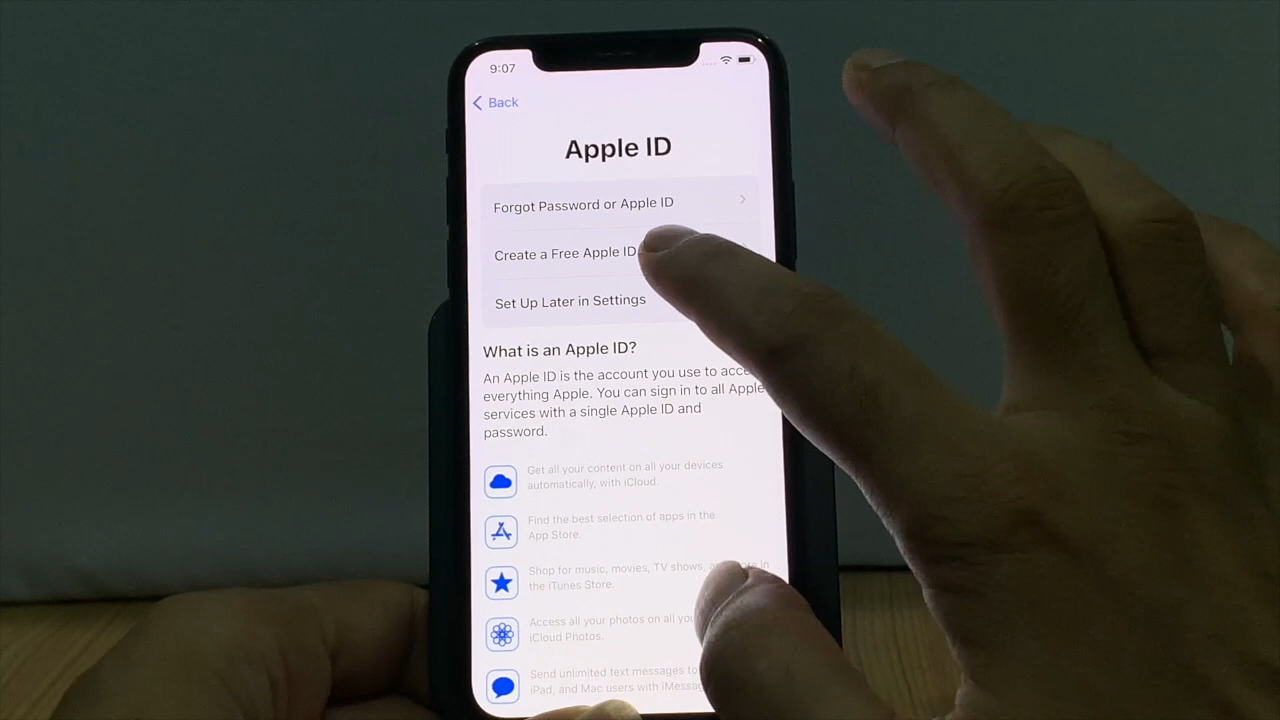 9:07
Back
Apple ID
Forgot Password or Apple ID
Create a Free Apple ID
Set Up Later in Settings
What is an Apple ID?
An Apple ID is the account you use to
everything Apple. You can sign in to all Apple
services with a single Apple ID and
password.
Get all your content on all your devices
automatically, with iCloud.
Find the best selection of apps in the
App Store.
Shop for music, movies, TV shows, in
the iTunes Store.
Access all your photos on all
iCloud Photos.
Send unlimited text messages to
iPad, and Mac users with